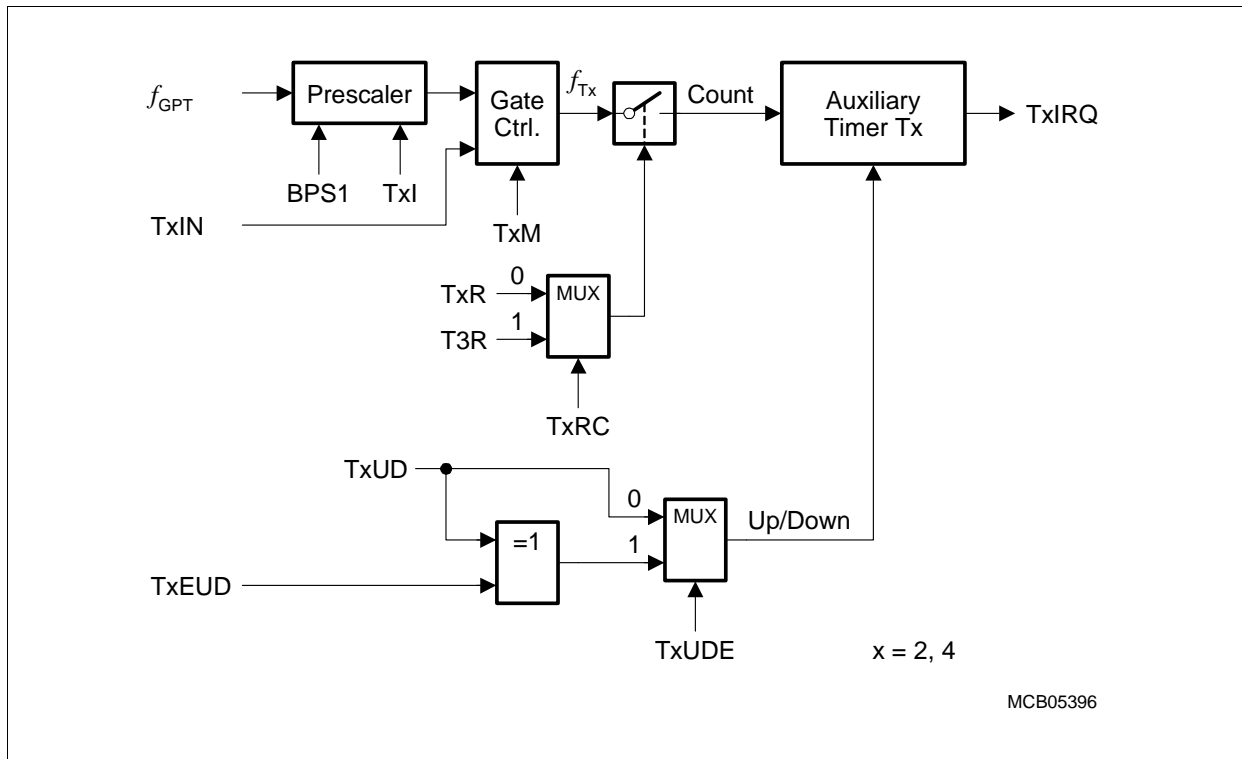 fGPT
Prescaler
Gate
Ctrl.
fTx
Count
Auxiliary
Timer Tx
TxIRQ
BPS1
TxI
TxIN
TxM
TxR
0
MUX
T3R
1
TxRC
TxUD
0
MUX
Up/Down
=1
1
TxEUD
TxUDE
x = 2, 4
MCB05396